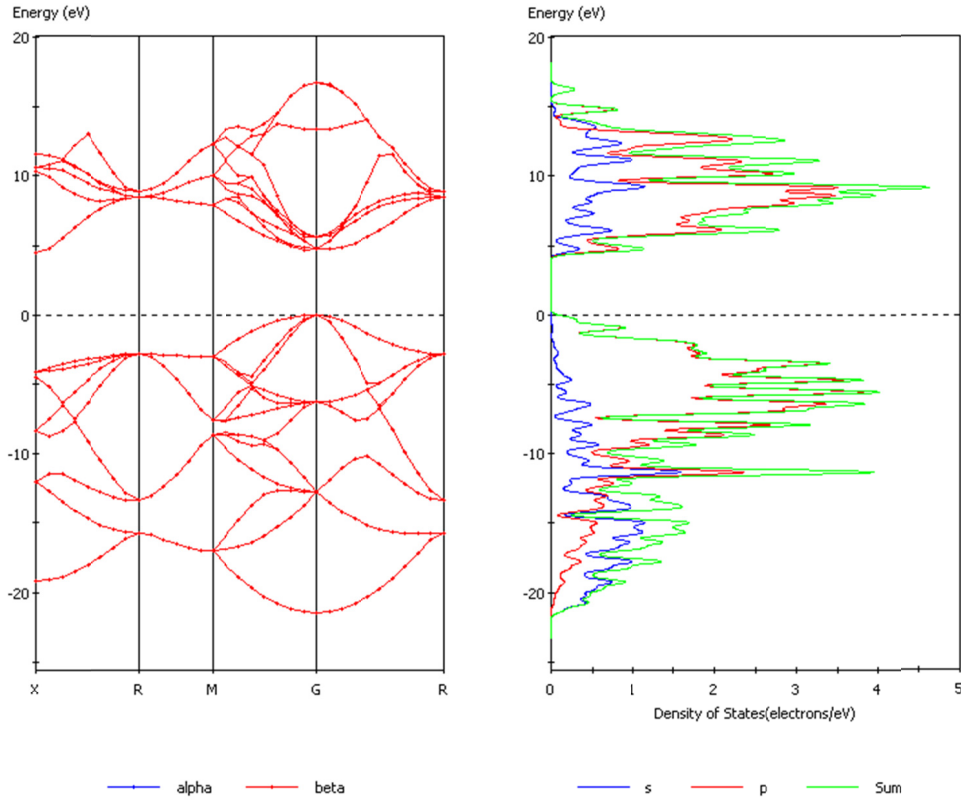 Energy (eV)
20
10
0
-10
-20
X R M G R
alpha beta
Energy (eV)
20
10
0
-10
-20
0 1 2 3 4 5
Density of States(electrons/eV)
s p Sum